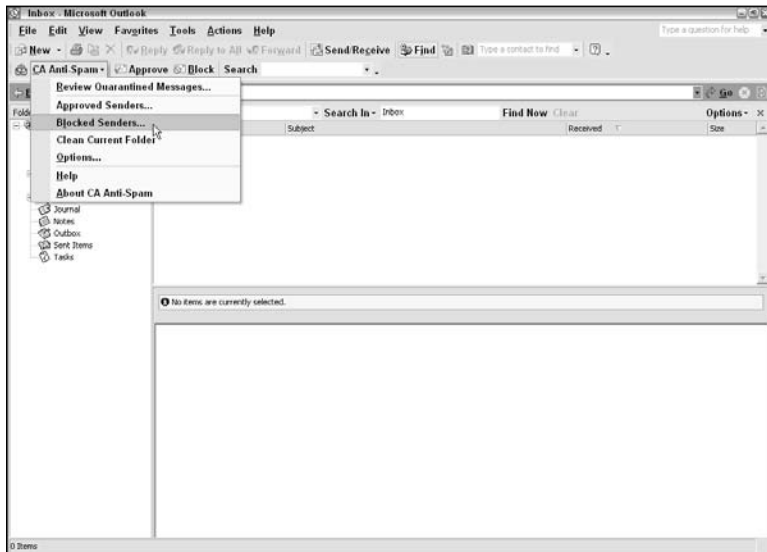 Inbox - Microsoft Outlook
File Edit View Favorites Tools Actions Help
Type a question for help
New Reply Reply to All Forward Send/Receive Find Type a contact to find
CA Anti-Spam Approve Block Search
Go
Review Quarantined Messages...
Approved Senders...
Blocked Senders...
Clean Current Folder
Options...
Help
About CA Anti-Spam
Search In Inbox Find Now Clear Options
Subject Received Size
Journal
Notes
Outbox
Sent Items
Tasks
No items are currently selected.
0 Items